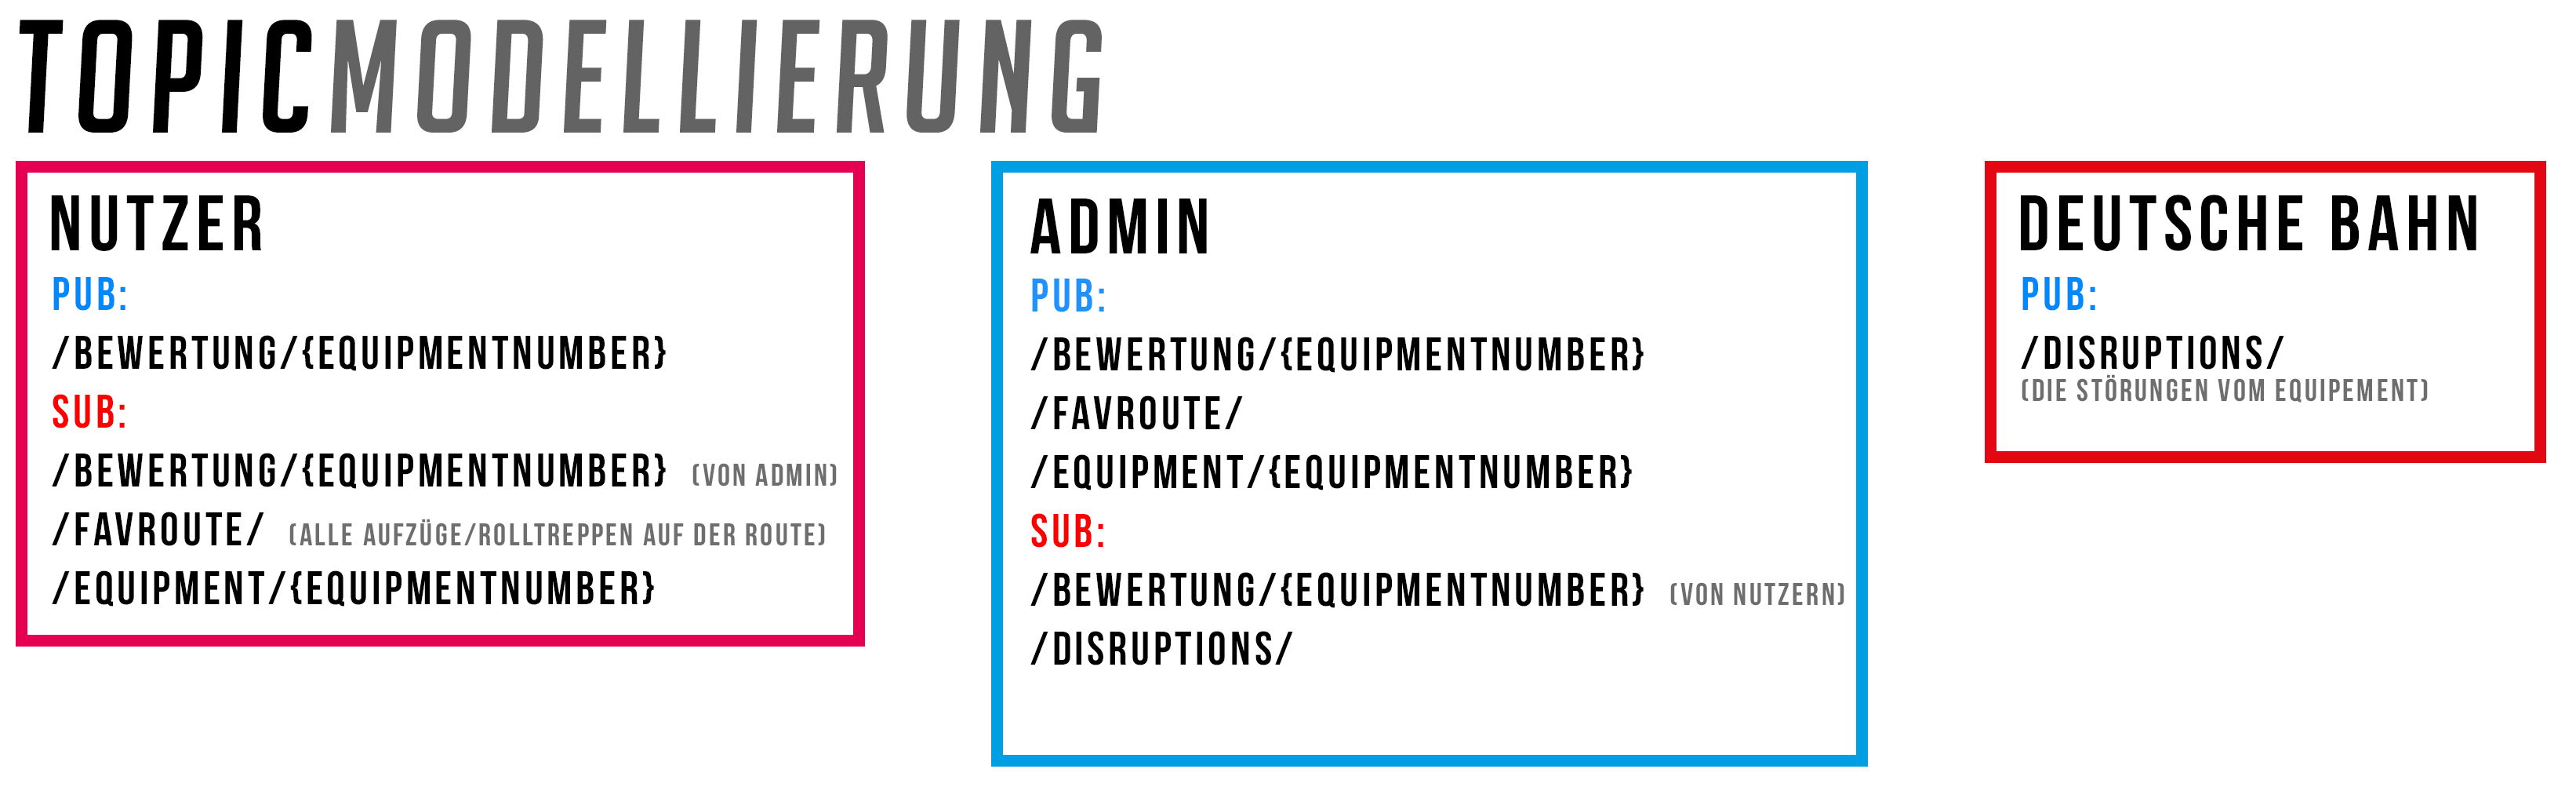 TOPICMODELLIERUNG
NUTZER
PUB:
/BEWERTUNG/{EQUIPMENTNUMBER}
SUB:
/BEWERTUNG/{EQUIPMENTNUMBER} (VON ADMIN)
/FAVROUTE/ (ALLE AUFZÜGE/ROLLTREPPEN AUF DER ROUTE)
/EQUIPMENT/{EQUIPMENTNUMBER}
ADMIN
PUB:
/BEWERTUNG/{EQUIPMENTNUMBER}
/FAVROUTE/
/EQUIPMENT/{EQUIPMENTNUMBER}
SUB:
/BEWERTUNG/{EQUIPMENTNUMBER} (VON NUTZERN)
/DISRUPTIONS/
DEUTSCHE BAHN
PUB:
/DISRUPTIONS/
(DIE STÖRUNGEN VOM EQUIPEMENT)